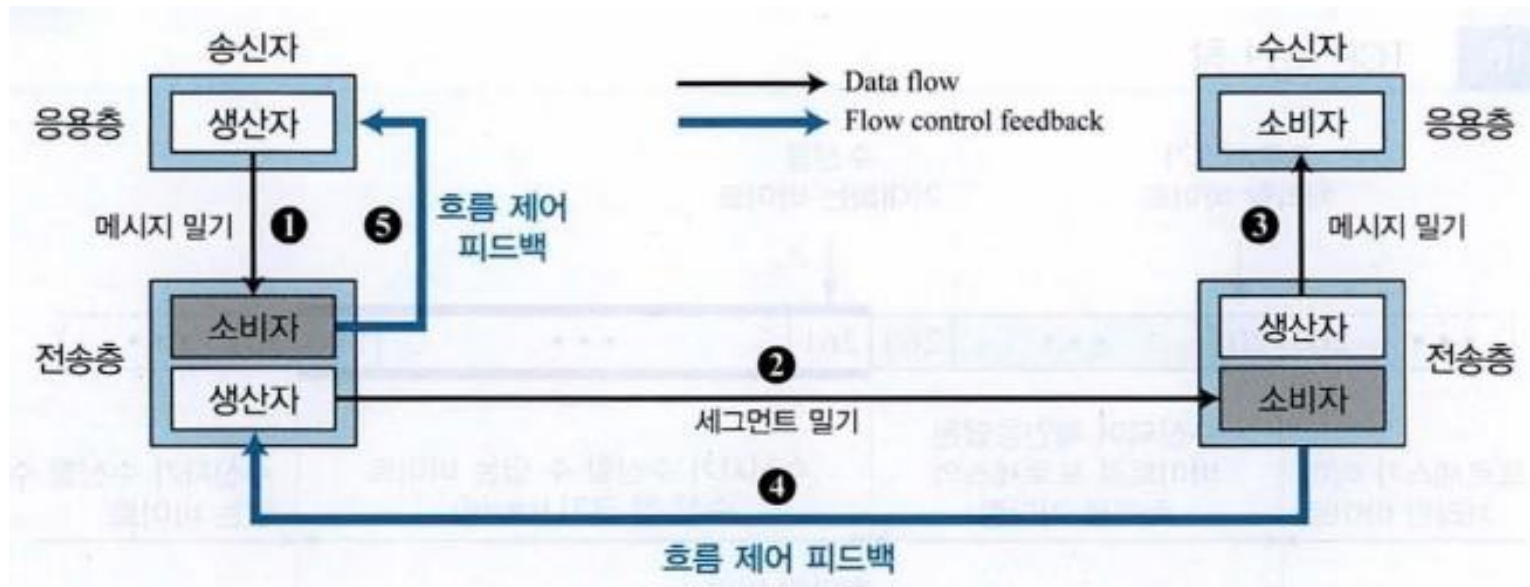 송신자
수신자
Data flow
Flow control feedback
응용층
생산자
소비자
응용층
메시지 밀기
❶
❺
흐름 제어
피드백
❸
메시지 밀기
전송층
소비자
생산자
❷
세그먼트 밀기
생산자
소비자
전송층
❹
흐름 제어 피드백